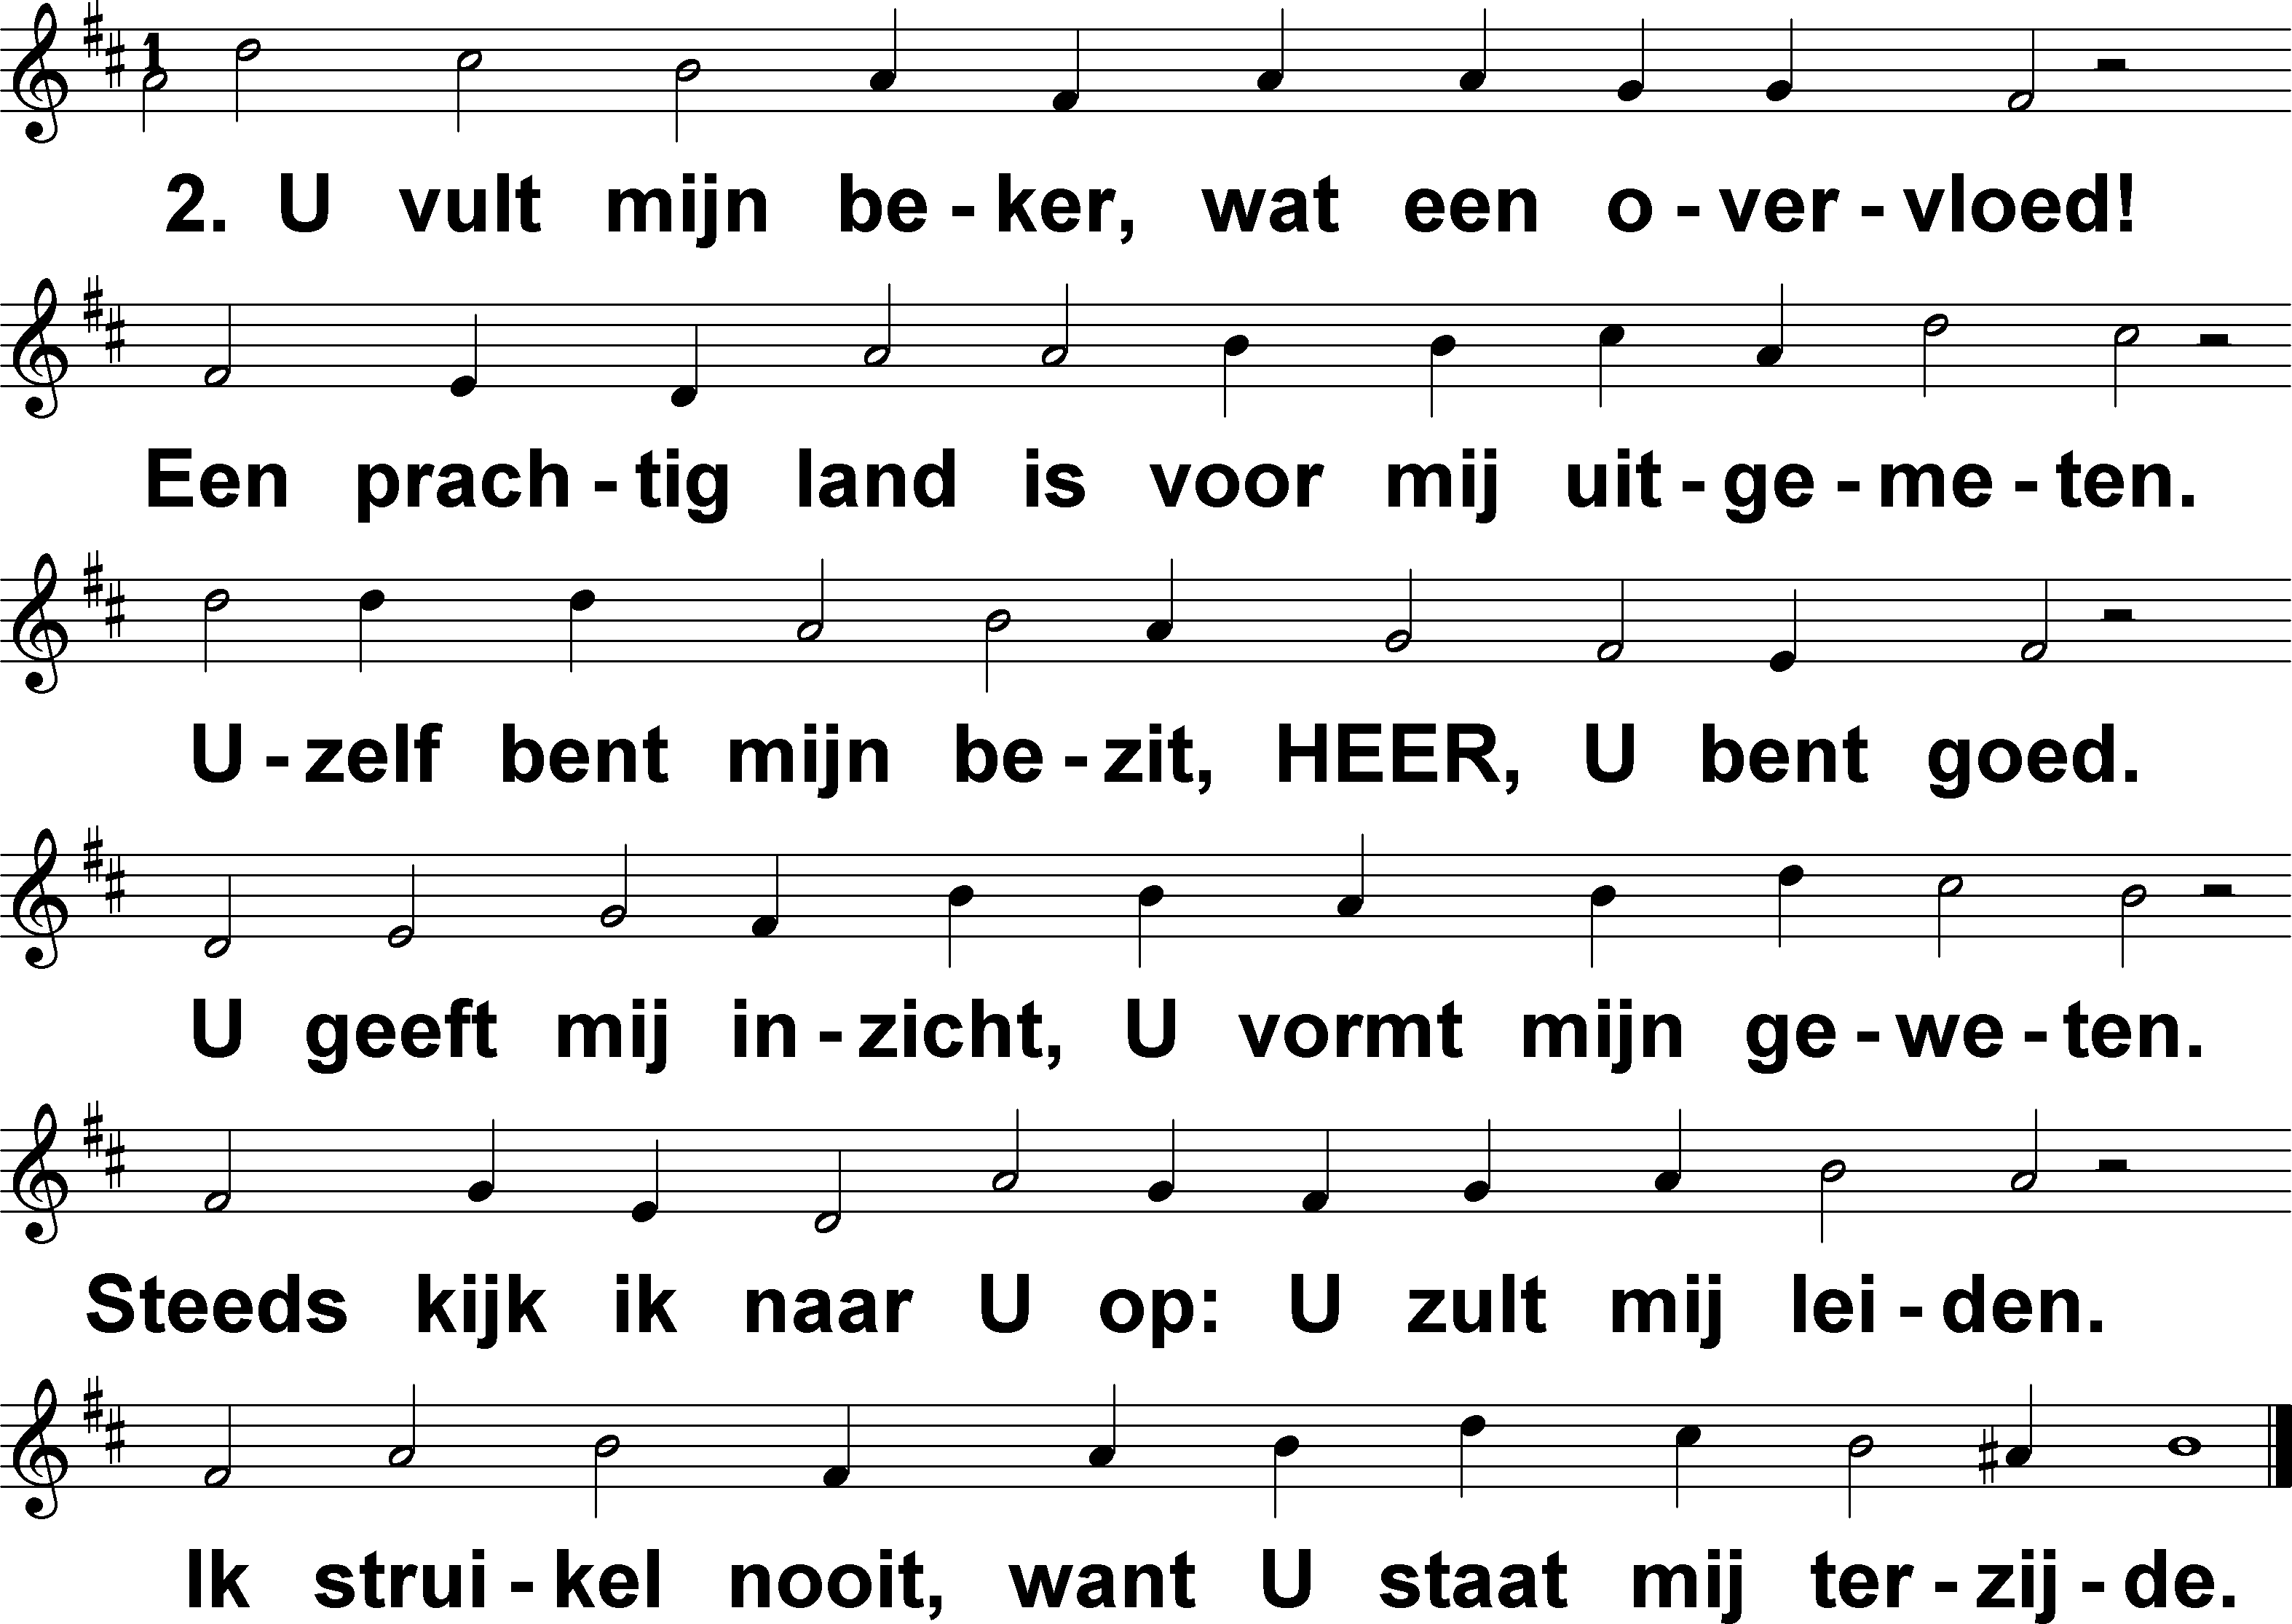 1
2. U vult mijn be - ker, wat een o - ver - vloed!
Een prach - tig land is voor mij uit - ge - me - ten.
U - zelf bent mijn be - zit, HEER, U bent goed.
U geeft mij in - zicht, U vormt mijn ge - we - ten.
Steeds kijk ik naar U op: U zult mij lei - den.
Ik strui - kel nooit, want U staat mij ter - zij - de.